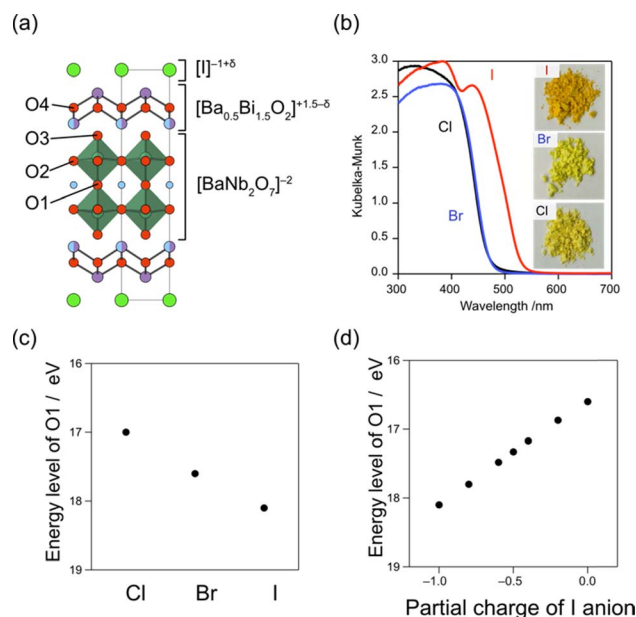 (a)
[I]−1+δ
[Ba0.5Bi1.5O2]+1.5−δ
O4
O3
O2
O1
[BaNb2O7]−2
(b)
3.0
2.5
2.0
1.5
1.0
0.5
0.0
Kubelka-Munk
I
Cl
Br
I
Br
Cl
300 400 500 600 700
Wavelength /nm
(c)
16
17
18
19
Energy level of O1 / eV
Cl Br I
(d)
16
17
18
19
Energy level of O1 / eV
−1.0 −0.5 0.0
Partial charge of I anion